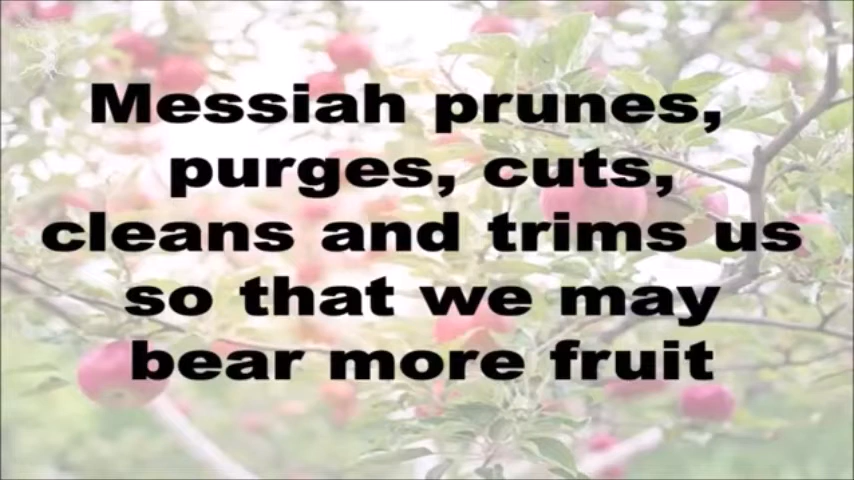 Messiah prunes,
purges, cuts,
cleans and trims us
so that we may
bear more fruit